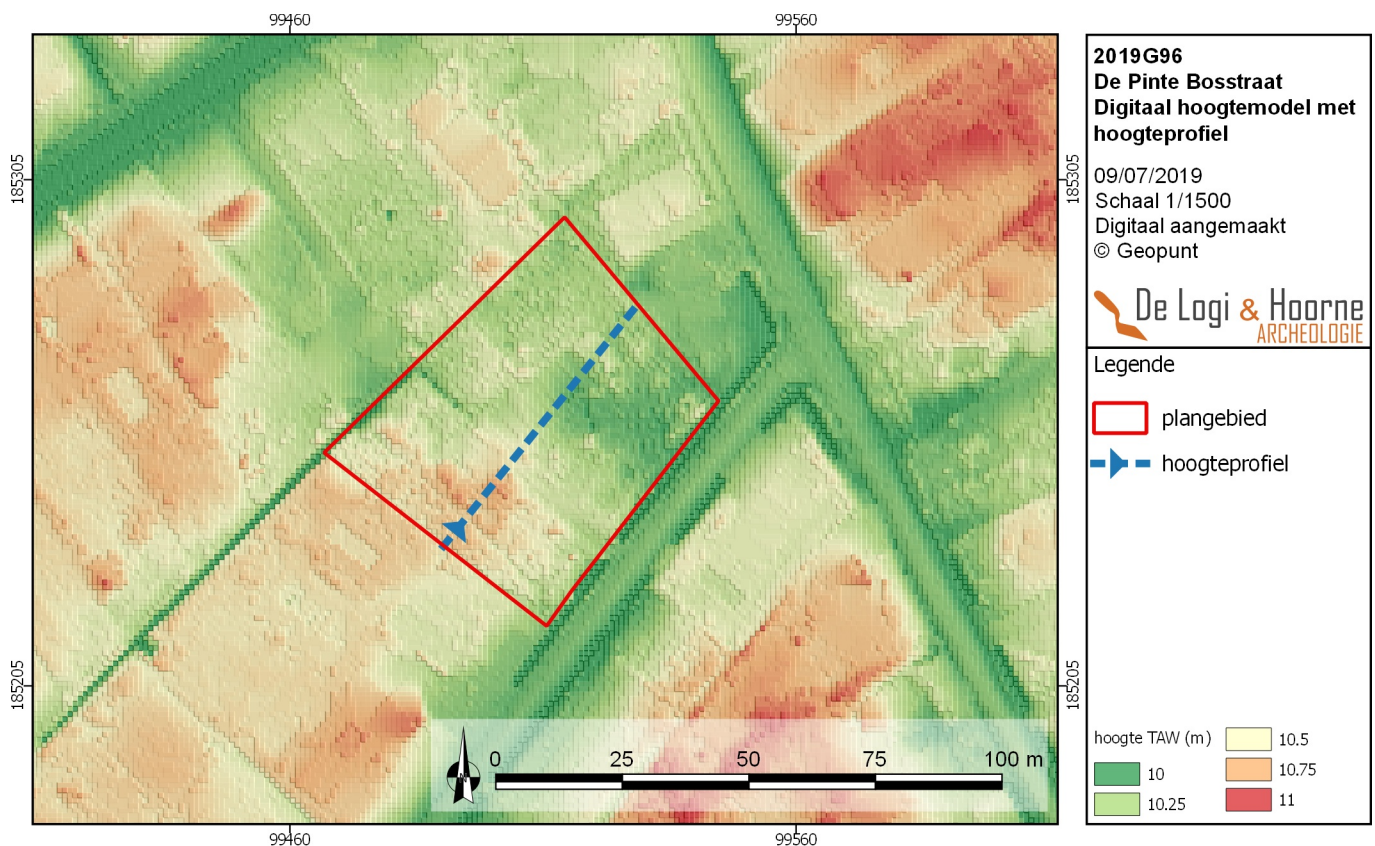 99460
99560
185305
185305
185205
185205
99460
99560
0
25
50
75
100 m
2019G96
De Pinte Bosstraat
Digitaal hoogtemodel met
hoogteprofiel
09/07/2019
Schaal 1/1500
Digitaal aangemaakt
© Geopunt
De Logi & Hoorne
ARCHEOLOGIE
Legende
plangebied
hoogteprofiel
hoogte TAW (m)
10
10.25
10.5
10.75
11